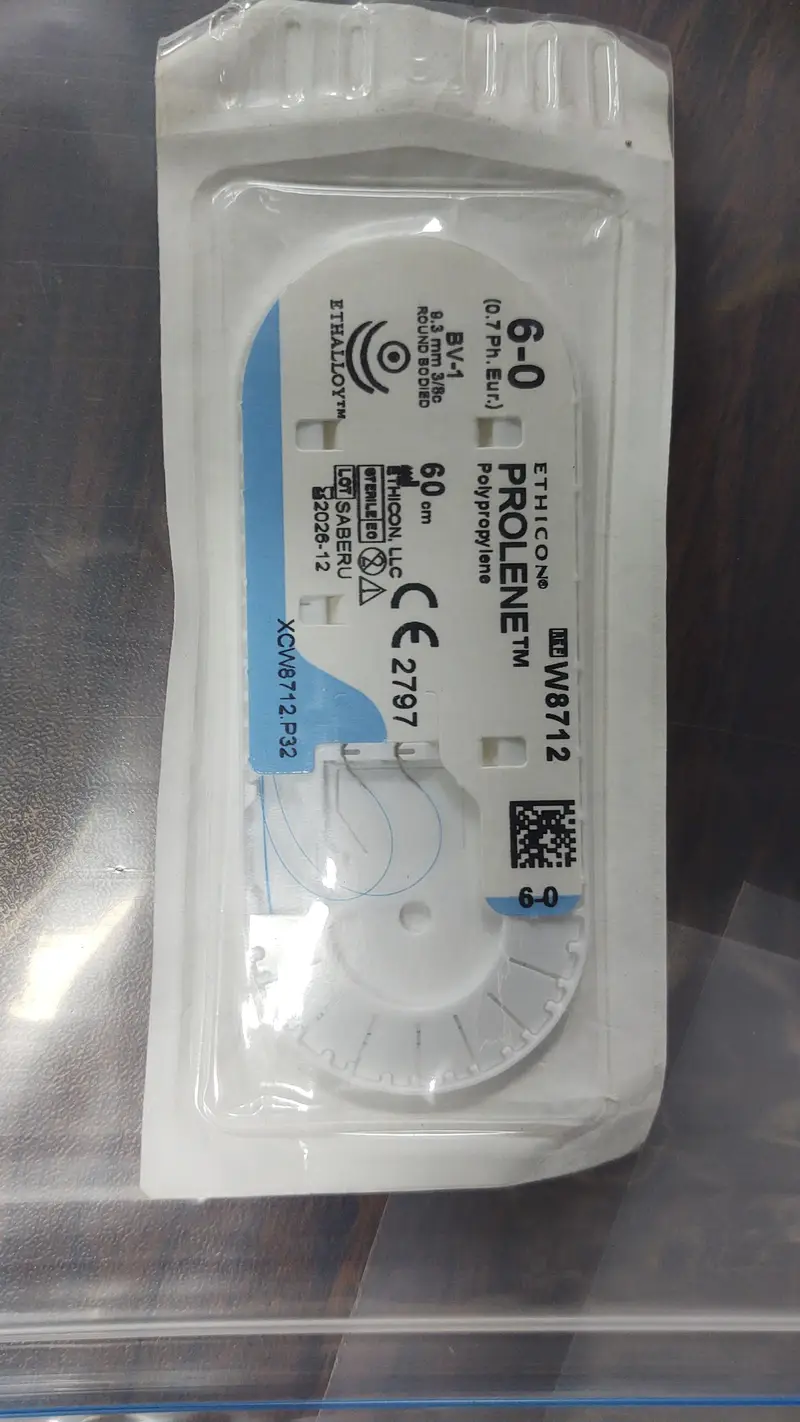 6-0
(0.7 Ph. Eur.)
BV-1
9.3 mm 3/8c
ROUND BODIED
ETHALLOY™
ETHICON®
PROLENE™
Polypropylene
60 cm
ETHICON, LLC
STERILE EO
LOT SABERU
2026-12
CE 2797
REF W8712
XCW8712.P32
6-0